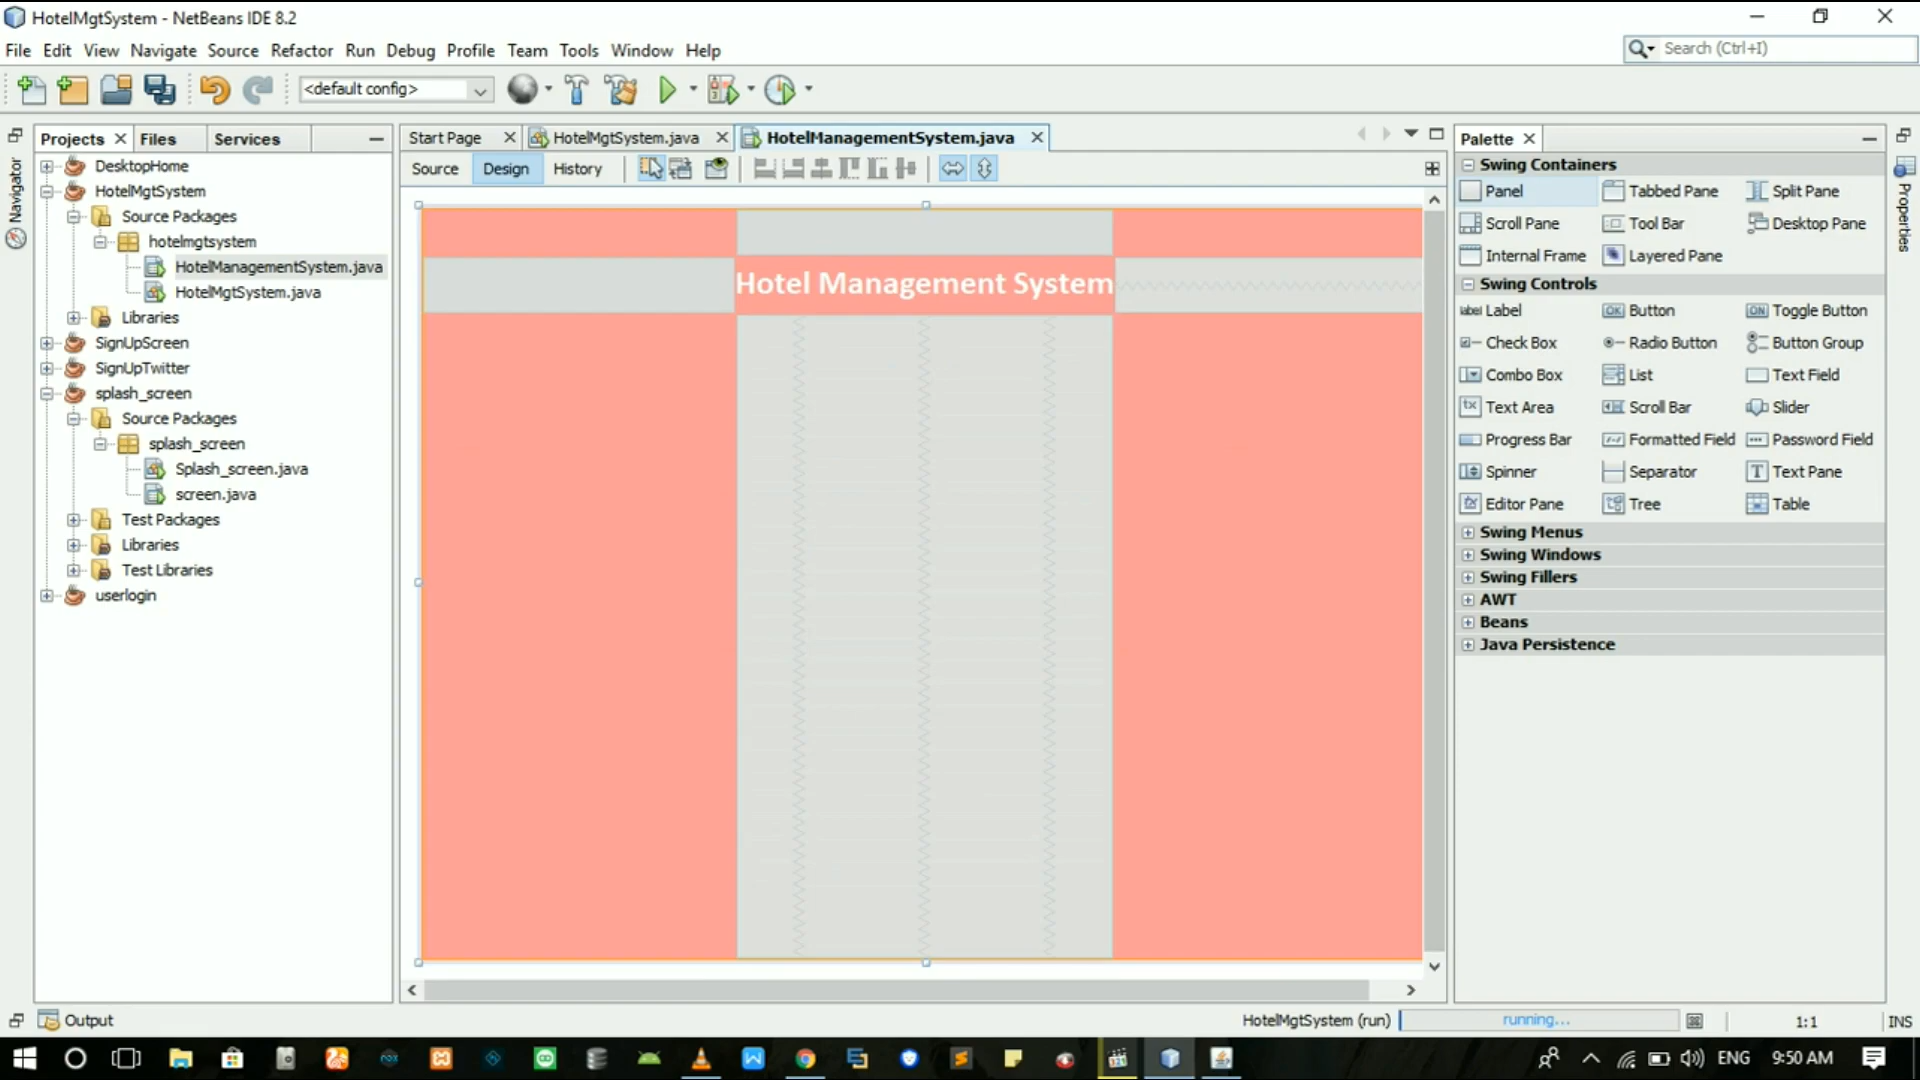 HotelMgtSystem - NetBeans IDE 8.2
File Edit View Navigate Source Refactor Run Debug Profile Team Tools Window Help
Search (Ctrl+I)
<default config>
Projects Files Services
Start Page HotelMgtSystem.java HotelManagementSystem.java
Palette
Source Design History
Navigator
DesktopHome
HotelMgtSystem
Source Packages
hotelmgtsystem
HotelManagementSystem.java
HotelMgtSystem.java
Libraries
SignUpScreen
SignUpTwitter
splash_screen
Source Packages
splash_screen
Splash_screen.java
screen.java
Test Packages
Libraries
Test Libraries
userlogin
Hotel Management System
Swing Containers
Panel Tabbed Pane Split Pane
Scroll Pane Tool Bar Desktop Pane
Internal Frame Layered Pane
Swing Controls
label Label OK Button ON Toggle Button
Check Box Radio Button Button Group
Combo Box List Text Field
Text Area Scroll Bar Slider
Progress Bar Formatted Field Password Field
Spinner Separator Text Pane
Editor Pane Tree Table
Swing Menus
Swing Windows
Swing Fillers
AWT
Beans
Java Persistence
Properties
Output
HotelMgtSystem (run) running... 1:1 INS
ENG 9:50 AM